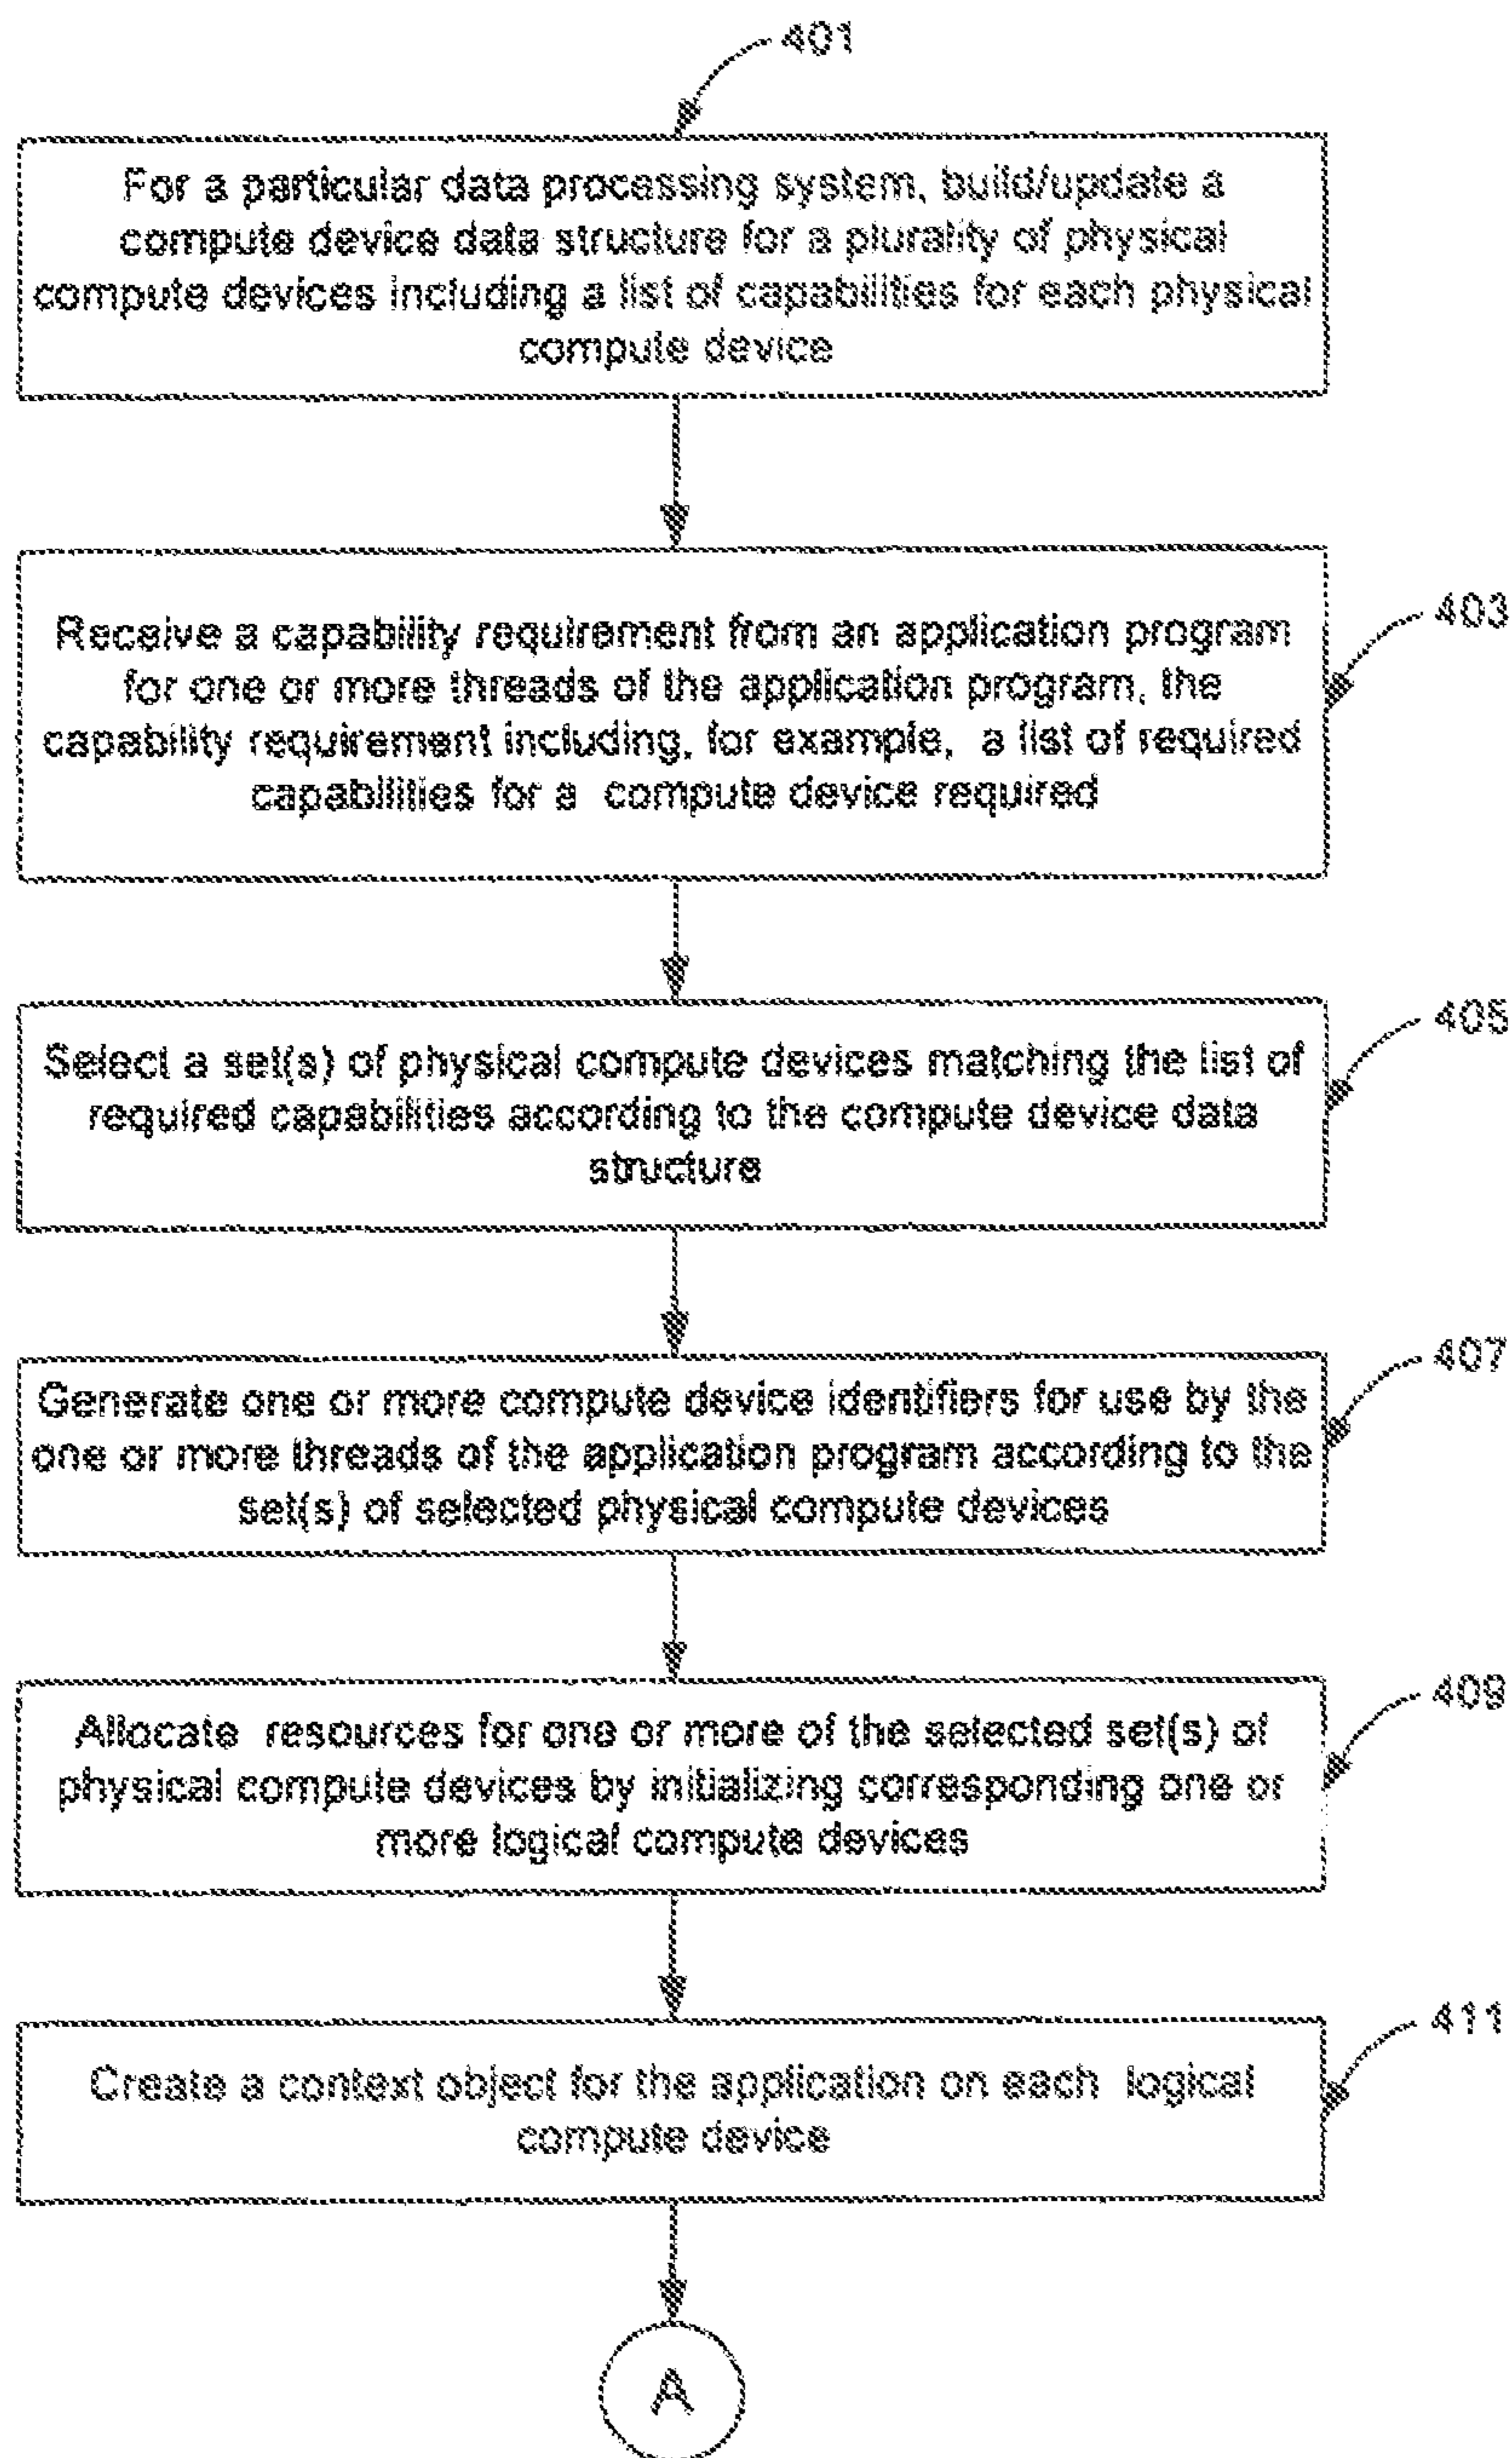 401
For a particular data processing system, build/update a
compute device data structure for a plurality of physical
compute devices including a list of capabilities for each physical
compute device
403
Receive a capability requirement from an application program
for one or more threads of the application program, the
capability requirement including, for example, a list of required
capabilities for a compute device required
405
Select a set(s) of physical compute devices matching the list of
required capabilities according to the compute device data
structure
407
Generate one or more compute device identifiers for use by the
one or more threads of the application program according to the
set(s) of selected physical compute devices
409
Allocate resources for one or more of the selected set(s) of
physical compute devices by initializing corresponding one or
more logical compute devices
411
Create a context object for the application on each logical
compute device
A